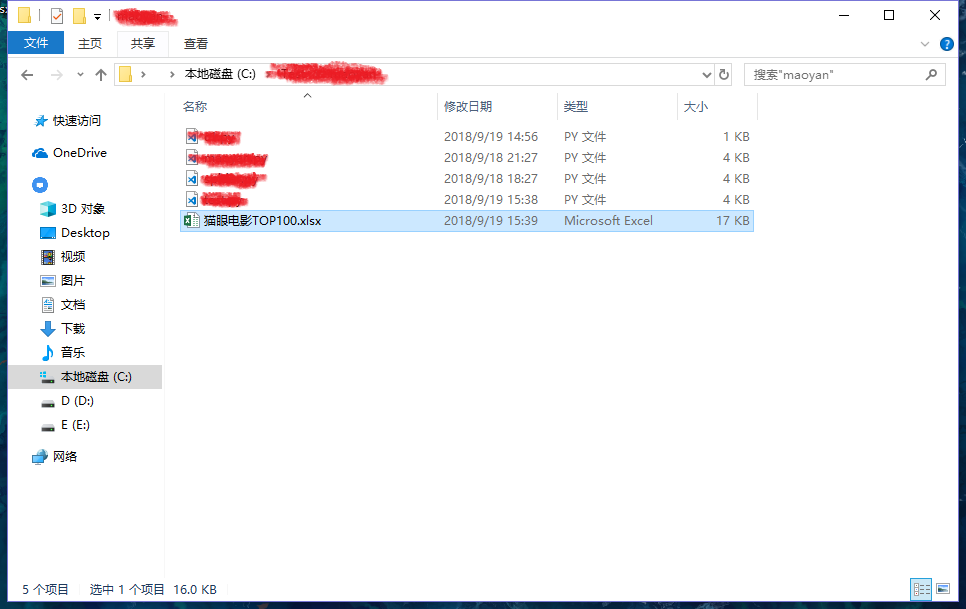 文件 主页 共享 查看
本地磁盘 (C:) 搜索"maoyan"
名称 修改日期 类型 大小
2018/9/19 14:56 PY 文件 1 KB
2018/9/18 21:27 PY 文件 4 KB
2018/9/18 18:27 PY 文件 4 KB
2018/9/19 15:38 PY 文件 4 KB
猫眼电影TOP100.xlsx 2018/9/19 15:39 Microsoft Excel 17 KB
快速访问
OneDrive
3D 对象
Desktop
视频
图片
文档
下载
音乐
本地磁盘 (C:)
D (D:)
E (E:)
网络
5 个项目 选中 1 个项目 16.0 KB